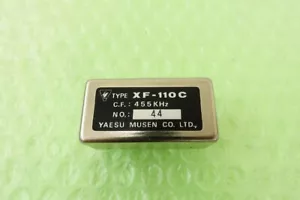 TYPE XF-110C
C.F.: 455KHz
NO.: 44
YAESU MUSEN CO. LTD.